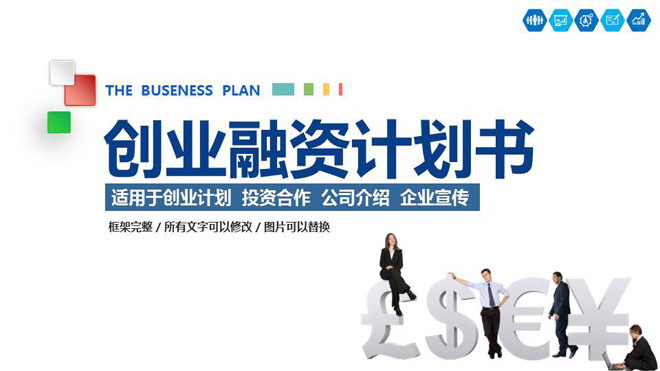 THE BUSENESS PLAN
创业融资计划书
适用于创业计划 投资合作 公司介绍 企业宣传
框架完整 / 所有文字可以修改 / 图片可以替换
£$€¥